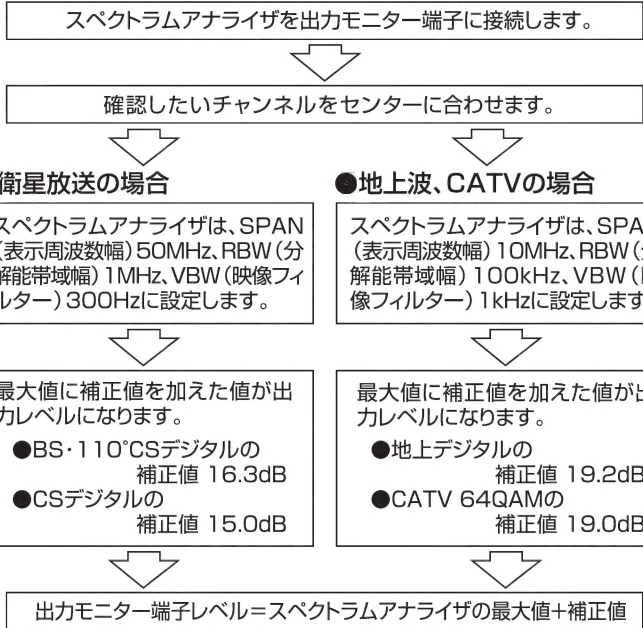 スペクトラムアナライザを出力モニター端子に接続します。
確認したいチャンネルをセンターに合わせます。
衛星放送の場合
スペクトラムアナライザは、SPAN
(表示周波数幅)50MHz、RBW(分
解能帯域幅)1MHz、VBW(映像フィ
ルター)300Hzに設定します。
最大値に補正値を加えた値が出
力レベルになります。
●BS・110°CSデジタルの
補正値 16.3dB
●CSデジタルの
補正値 15.0dB
●地上波、CATVの場合
スペクトラムアナライザは、SPA
(表示周波数幅)10MHz、RBW(
解能帯域幅)100kHz、VBW(
像フィルター)1kHzに設定します
最大値に補正値を加えた値が出
力レベルになります。
●地上デジタルの
補正値 19.2dB
●CATV 64QAMの
補正値 19.0dB
出力モニター端子レベル=スペクトラムアナライザの最大値+補正値